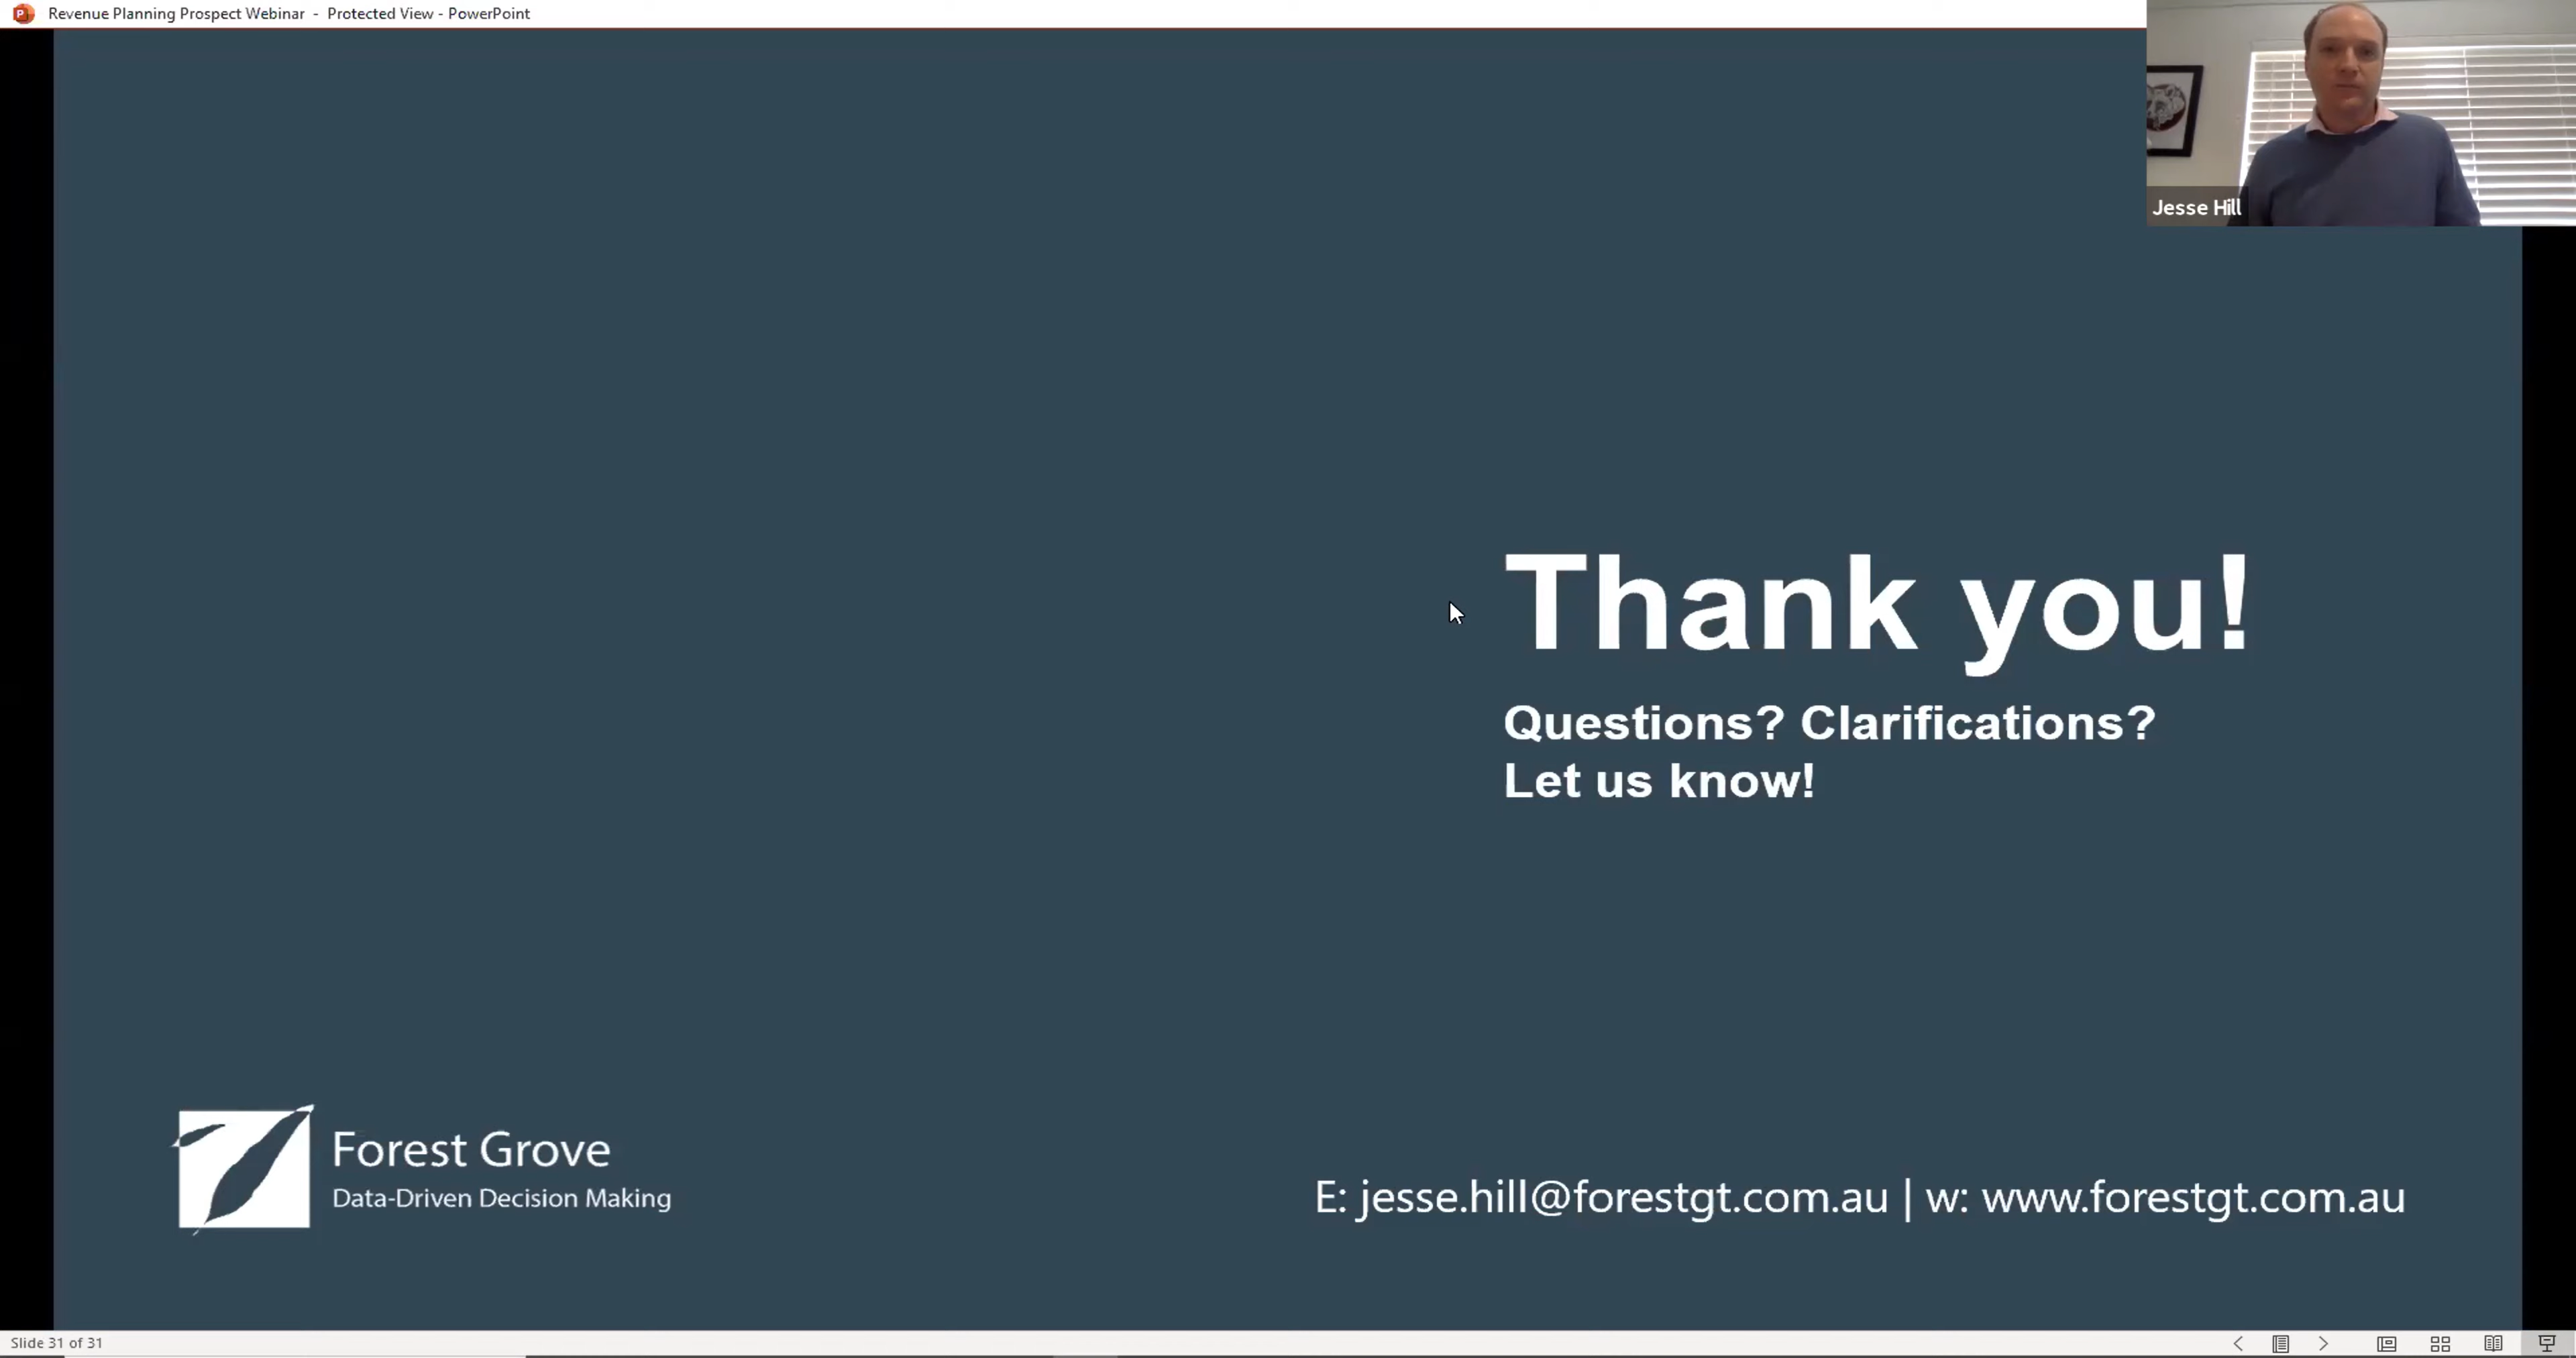 Revenue Planning Prospect Webinar - Protected View - PowerPoint
Jesse Hill
Thank you!
Questions? Clarifications?
Let us know!
Forest Grove
Data-Driven Decision Making
E: jesse.hill@forestgt.com.au | w: www.forestgt.com.au
Slide 31 of 31